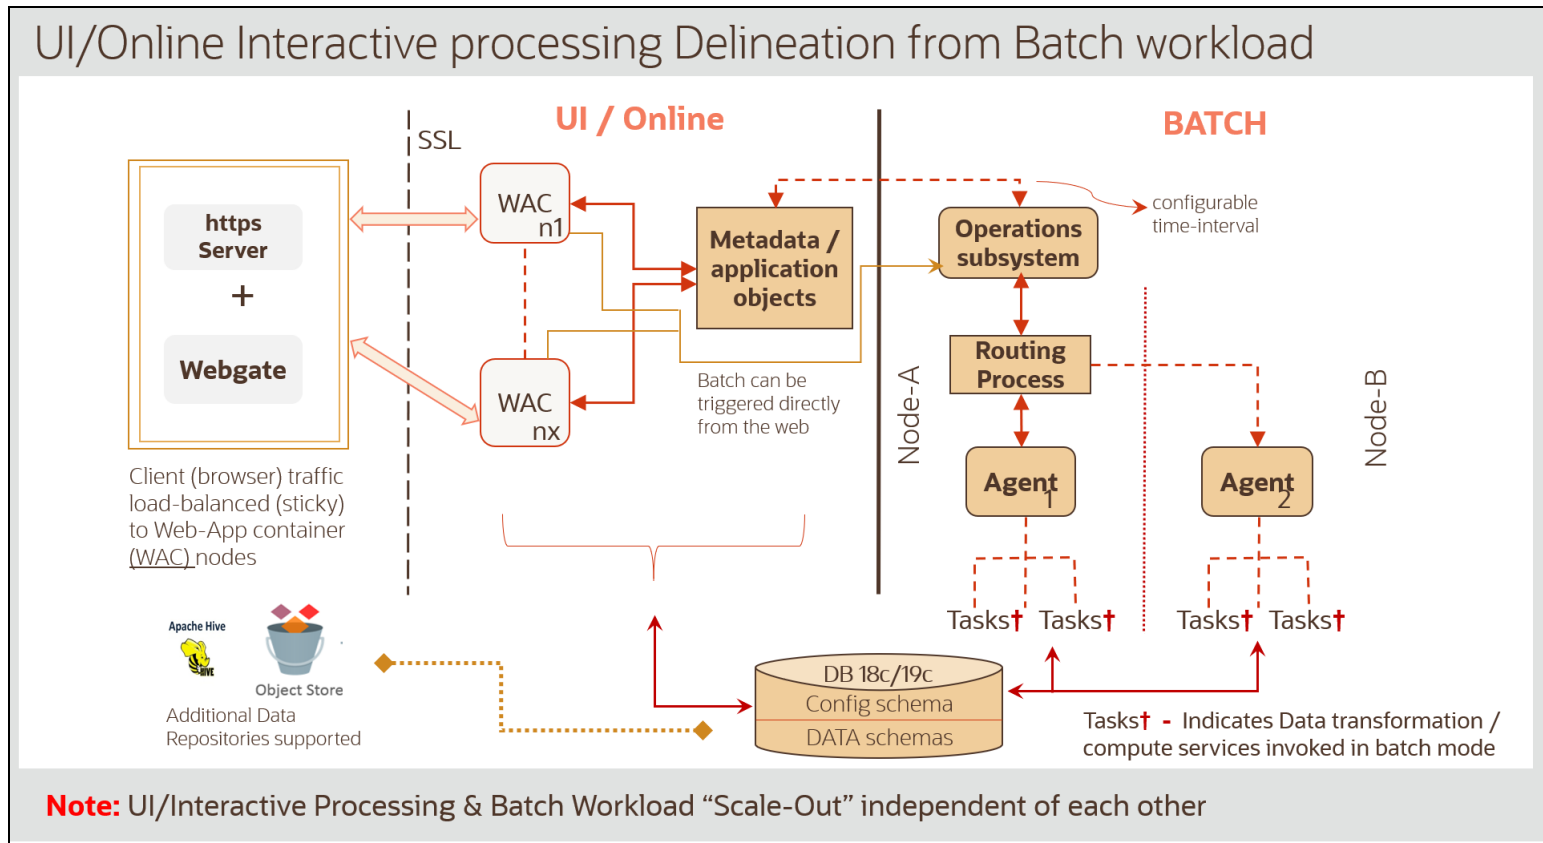 UI/Online Interactive processing Delineation from Batch workload
UI / Online
BATCH
SSL
https
Server
+
Webgate
WAC
n1
WAC
nx
Metadata /
application
objects
Operations
subsystem
configurable
time-interval
Routing
Process
Batch can be
triggered directly
from the web
Node-A
Node-B
Agent
1
Agent
2
Client (browser) traffic
load-balanced (sticky)
to Web-App container
(WAC) nodes
Tasks† Tasks†
Tasks† Tasks†
Apache Hive
HIVE
Object Store
Additional Data
Repositories supported
DB 18c/19c
Config schema
DATA schemas
Tasks† - Indicates Data transformation /
compute services invoked in batch mode
Note: UI/Interactive Processing & Batch Workload “Scale-Out” independent of each other